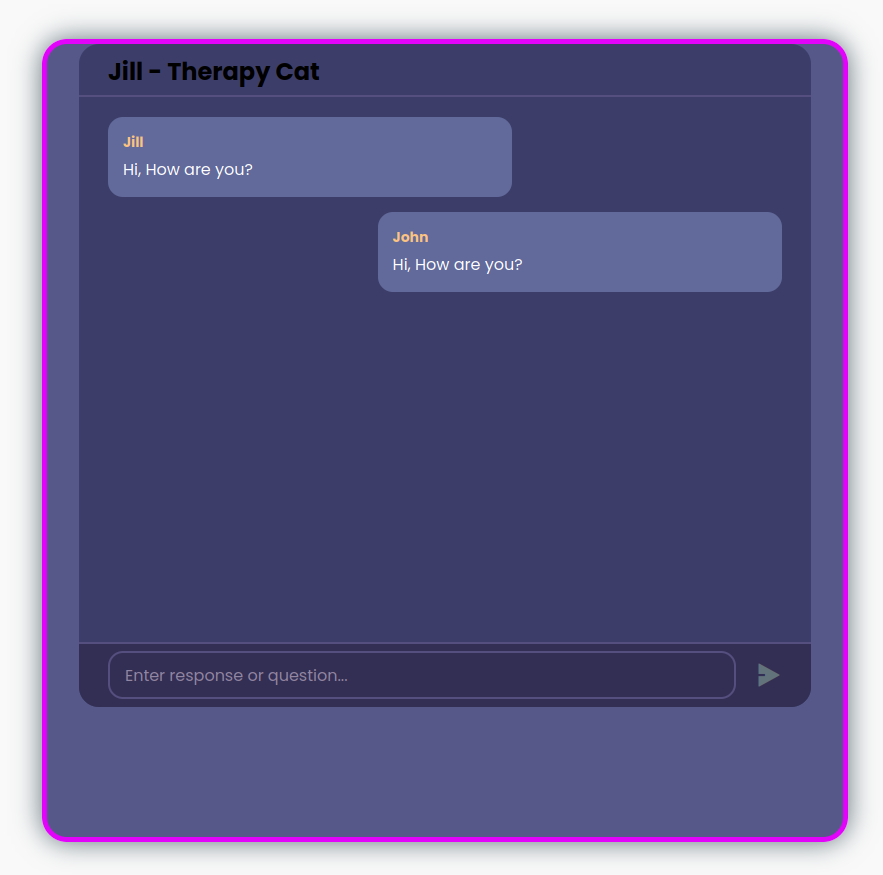 Jill - Therapy Cat
Jill
Hi, How are you?
John
Hi, How are you?
Enter response or question...